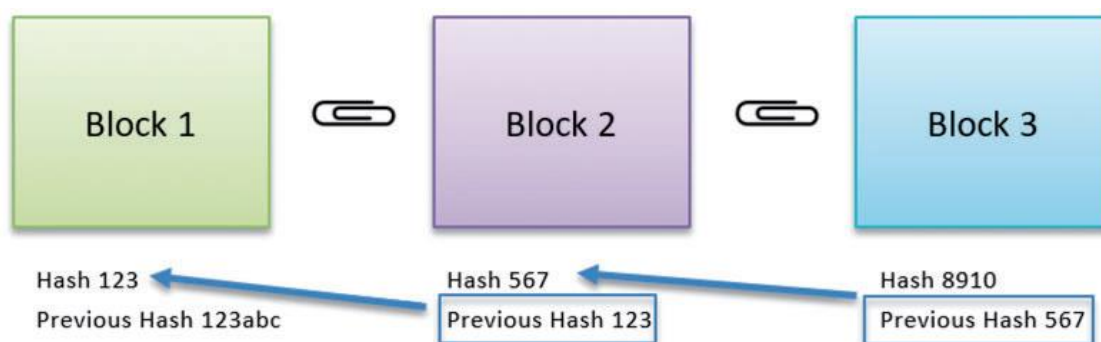 Block 1
Block 2
Block 3
Hash 123
Previous Hash 123abc
Hash 567
Previous Hash 123
Hash 8910
Previous Hash 567